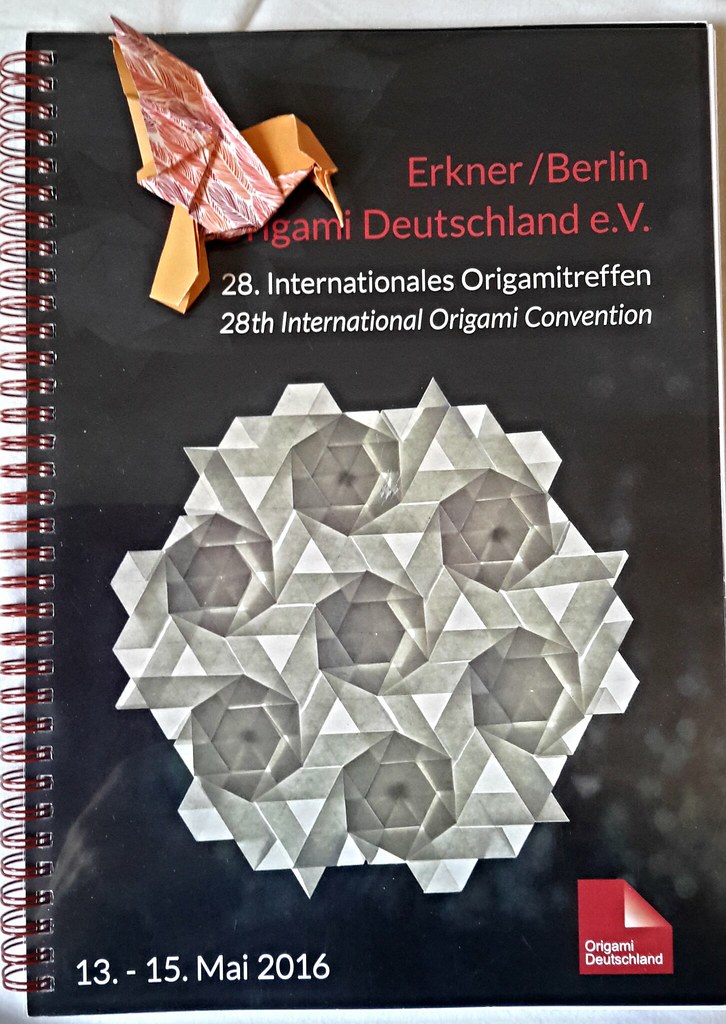 Erkner/Berlin
Origami Deutschland e.V.
28. Internationales Origamitreffen
28th International Origami Convention
13. - 15. Mai 2016
Origami
Deutschland